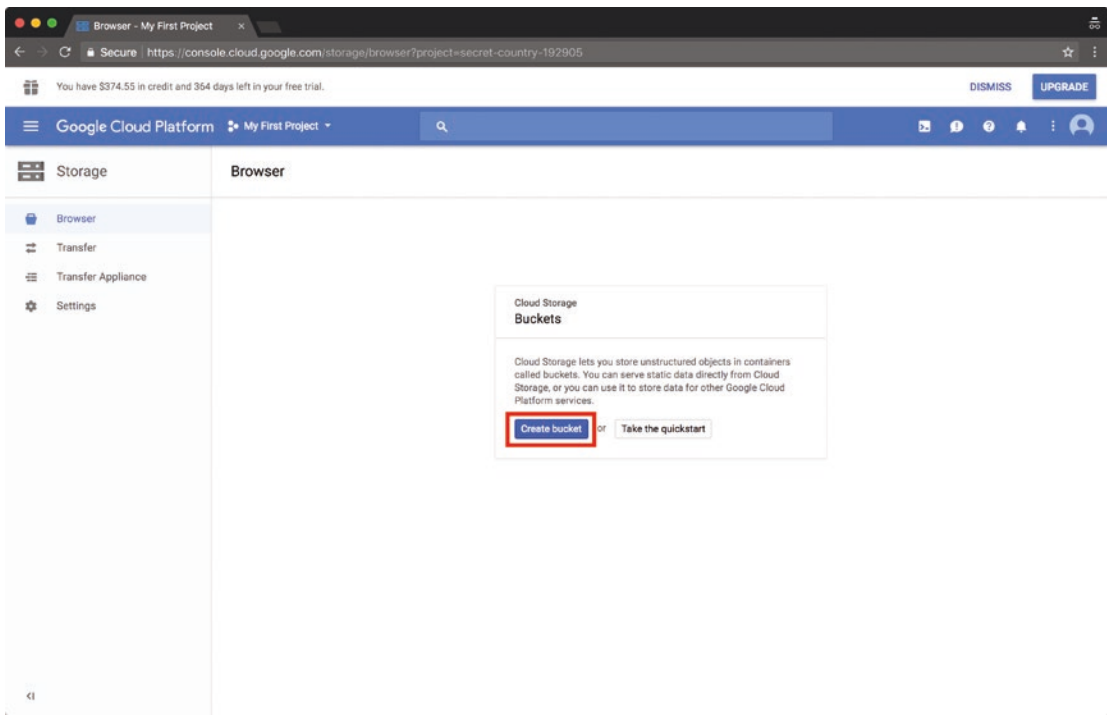 Browser - My First Project
Secure https://console.cloud.google.com/storage/browser?project=secret-country-192905
You have $374.55 in credit and 364 days left in your free trial.
DISMISS
UPGRADE
Google Cloud Platform
My First Project
Storage
Browser
Browser
Transfer
Transfer Appliance
Settings
Cloud Storage
Buckets
Cloud Storage lets you store unstructured objects in containers
called buckets. You can serve static data directly from Cloud
Storage, or you can use it to store data for other Google Cloud
Platform services.
Create bucket or Take the quickstart